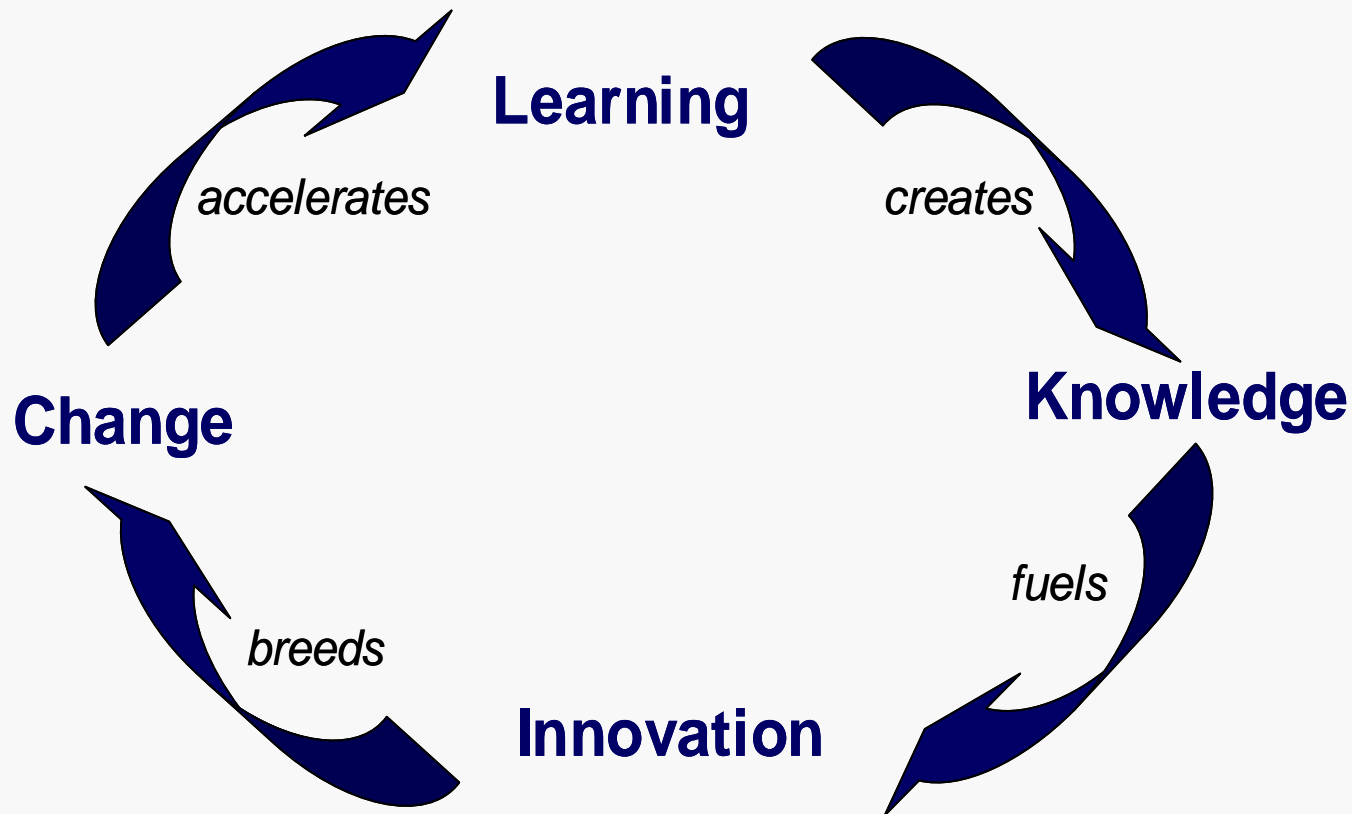 Learning
accelerates
creates
Change
Knowledge
fuels
breeds
Innovation